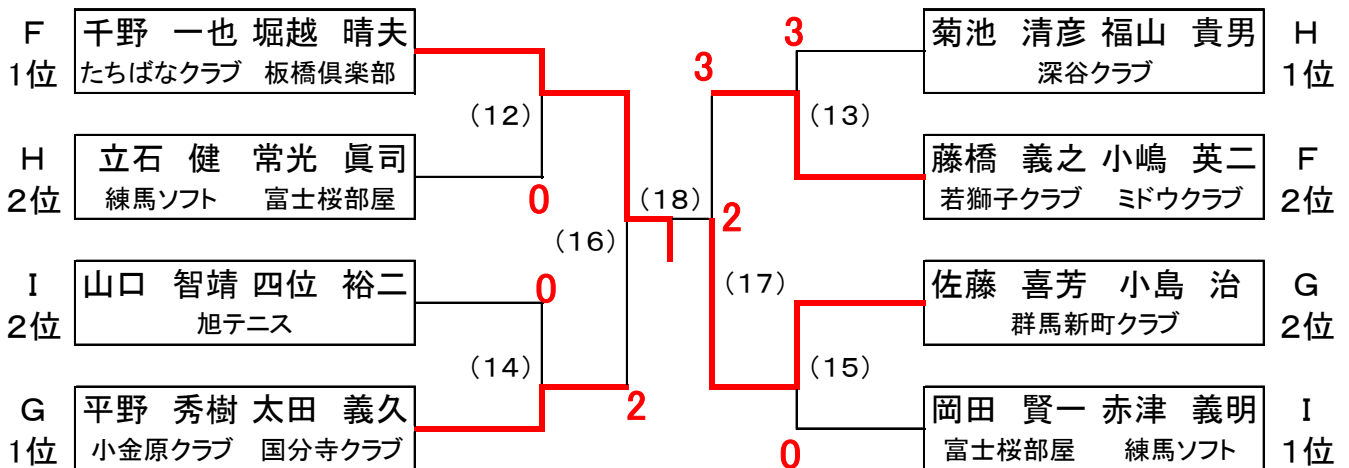 F
1位
千野 一也 堀越 晴夫
たちばなクラブ 板橋倶楽部
(12)
H
2位
立石 健 常光 眞司
練馬ソフト 富士桜部屋
0
(16)
I
2位
山口 智靖 四位 裕二
旭テニス
0
(14)
G
1位
平野 秀樹 太田 義久
小金原クラブ 国分寺クラブ
2
(18)
3
3
菊池 清彦 福山 貴男
深谷クラブ
H
1位
(13)
藤橋 義之 小嶋 英二
若獅子クラブ ミドウクラブ
F
2位
2
(17)
佐藤 喜芳 小島 治
群馬新町クラブ
G
2位
(15)
岡田 賢一 赤津 義明
富士桜部屋 練馬ソフト
I
1位
0